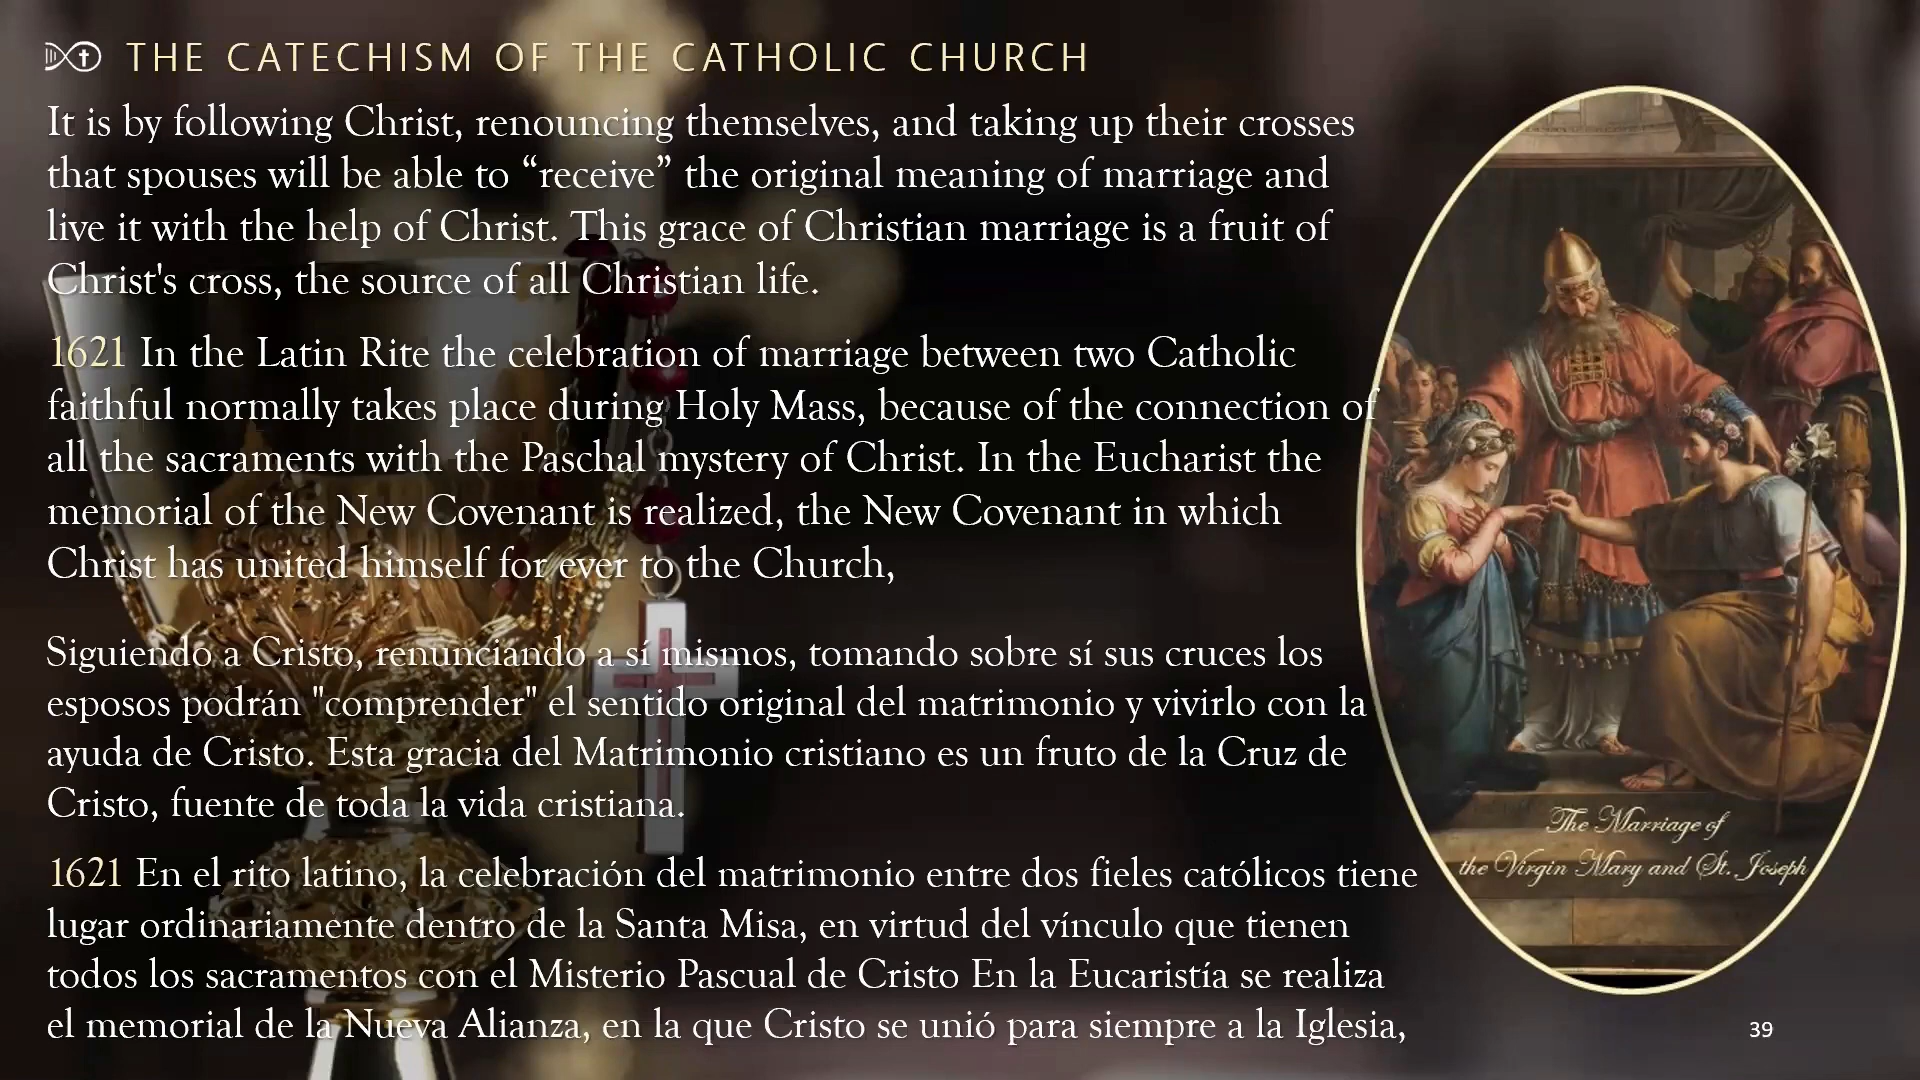 THE CATECHISM OF THE CATHOLIC CHURCH
It is by following Christ, renouncing themselves, and taking up their crosses
that spouses will be able to “receive” the original meaning of marriage and
live it with the help of Christ. This grace of Christian marriage is a fruit of
Christ's cross, the source of all Christian life.
1621 In the Latin Rite the celebration of marriage between two Catholic
faithful normally takes place during Holy Mass, because of the connection of
all the sacraments with the Paschal mystery of Christ. In the Eucharist the
memorial of the New Covenant is realized, the New Covenant in which
Christ has united himself for ever to the Church,
Siguiendo a Cristo, renunciando a sí mismos, tomando sobre sí sus cruces los
esposos podrán "comprender" el sentido original del matrimonio y vivirlo con la
ayuda de Cristo. Esta gracia del Matrimonio cristiano es un fruto de la Cruz de
Cristo, fuente de toda la vida cristiana.
1621 En el rito latino, la celebración del matrimonio entre dos fieles católicos tiene
lugar ordinariamente dentro de la Santa Misa, en virtud del vínculo que tienen
todos los sacramentos con el Misterio Pascual de Cristo En la Eucaristía se realiza
el memorial de la Nueva Alianza, en la que Cristo se unió para siempre a la Iglesia,
The Marriage of
the Virgin Mary and St. Joseph
39